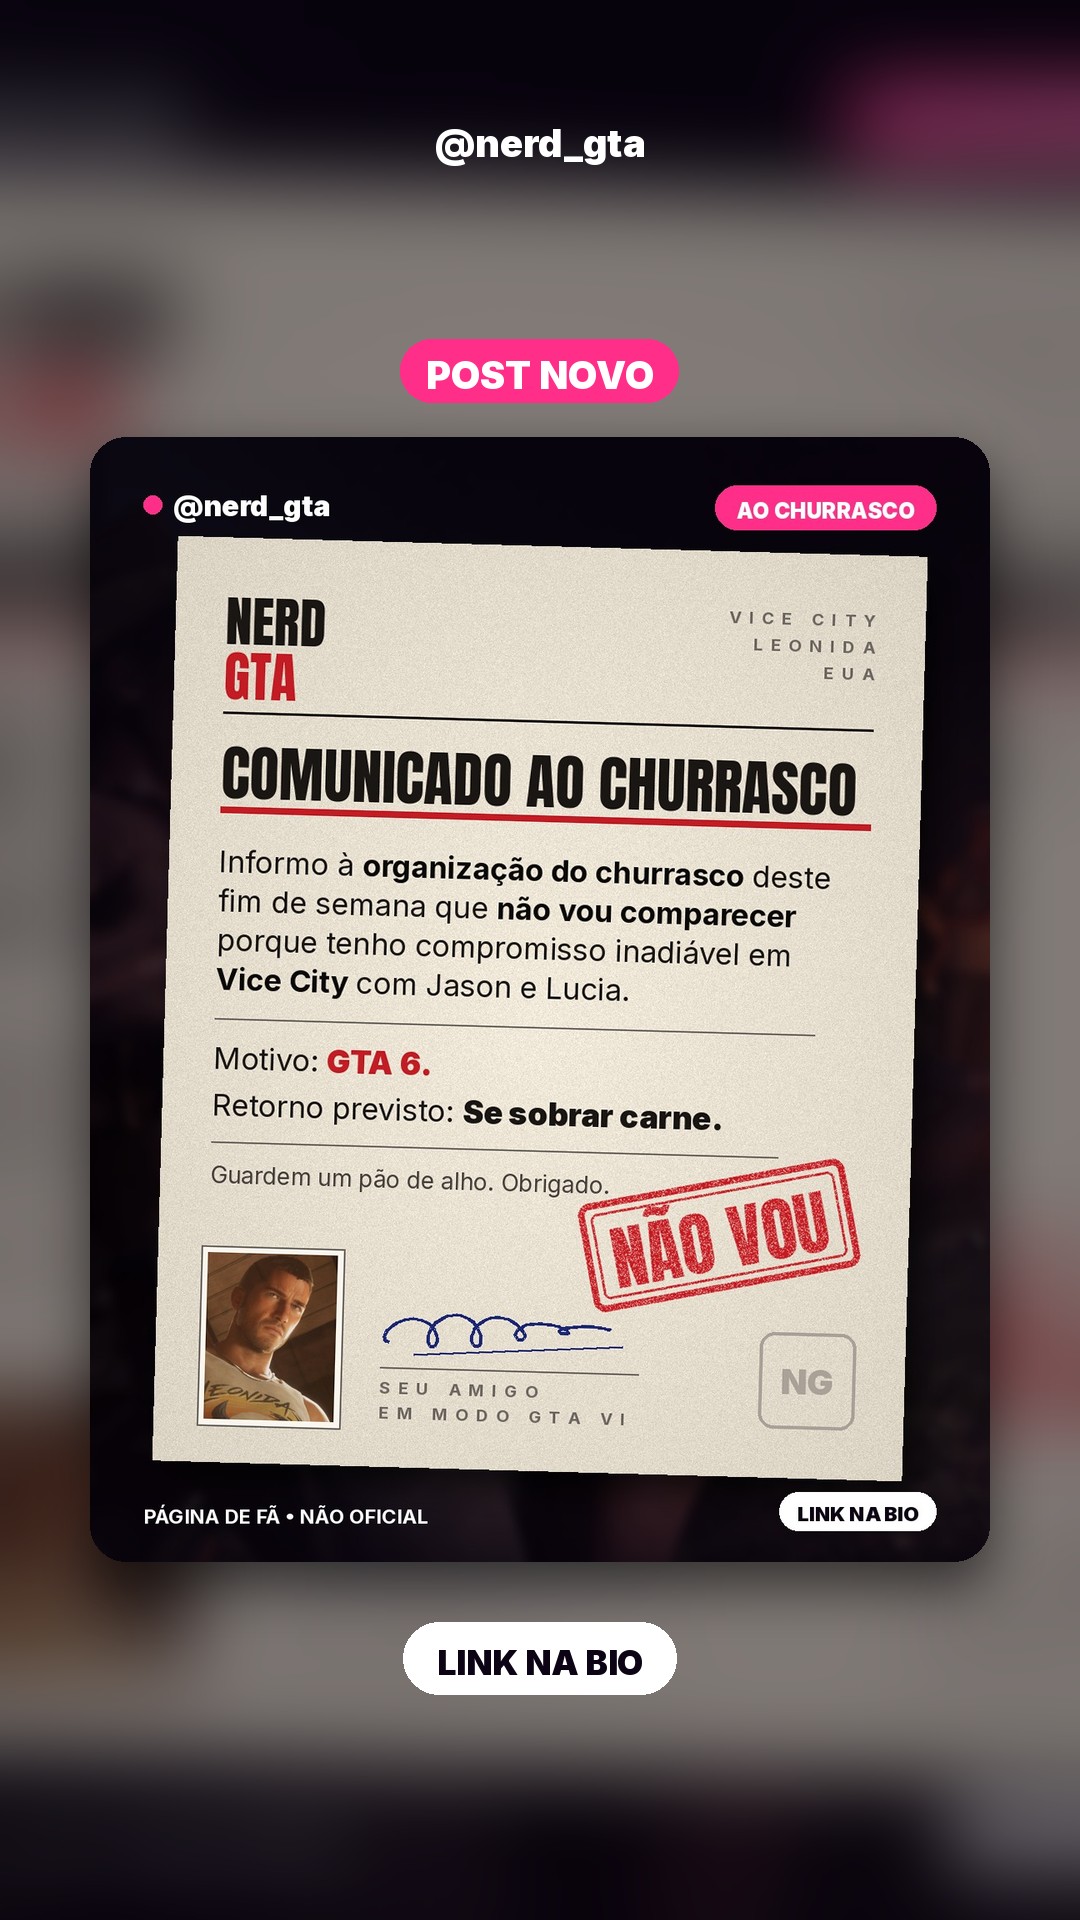 @nerd_gta
POST NOVO
@nerd_gta
AO CHURRASCO
NERD
GTA
VICE CITY
LEONIDA
EUA
COMUNICADO AO CHURRASCO
Informo à organização do churrasco deste
fim de semana que não vou comparecer
porque tenho compromisso inadiável em
Vice City com Jason e Lucia.
Motivo: GTA 6.
Retorno previsto: Se sobrar carne.
Guardem um pão de alho. Obrigado.
NÃO VOU
LEONIDA
SEU AMIGO
EM MODO GTA VI
NG
PÁGINA DE FÃ • NÃO OFICIAL
LINK NA BIO
LINK NA BIO